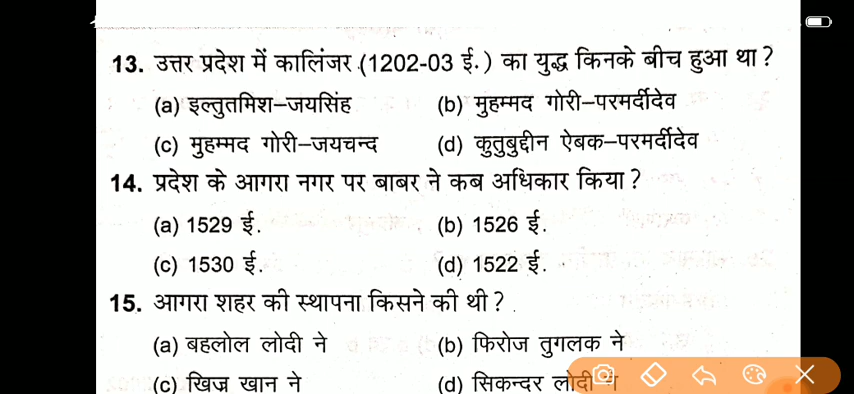 13. उत्तर प्रदेश में कालिंजर (1202-03 ई.) का युद्ध किनके बीच हुआ था?
(a) इल्तुतमिश–जयसिंह (b) मुहम्मद गोरी–परमर्दीदेव
(c) मुहम्मद गोरी–जयचन्द (d) कुतुबुद्दीन ऐबक–परमर्दीदेव
14. प्रदेश के आगरा नगर पर बाबर ने कब अधिकार किया?
(a) 1529 ई. (b) 1526 ई.
(c) 1530 ई. (d) 1522 ई.
15. आगरा शहर की स्थापना किसने की थी?
(a) बहलोल लोदी ने (b) फिरोज तुगलक ने
(c) खिज्र खान ने (d) सिकन्दर लोदी ने